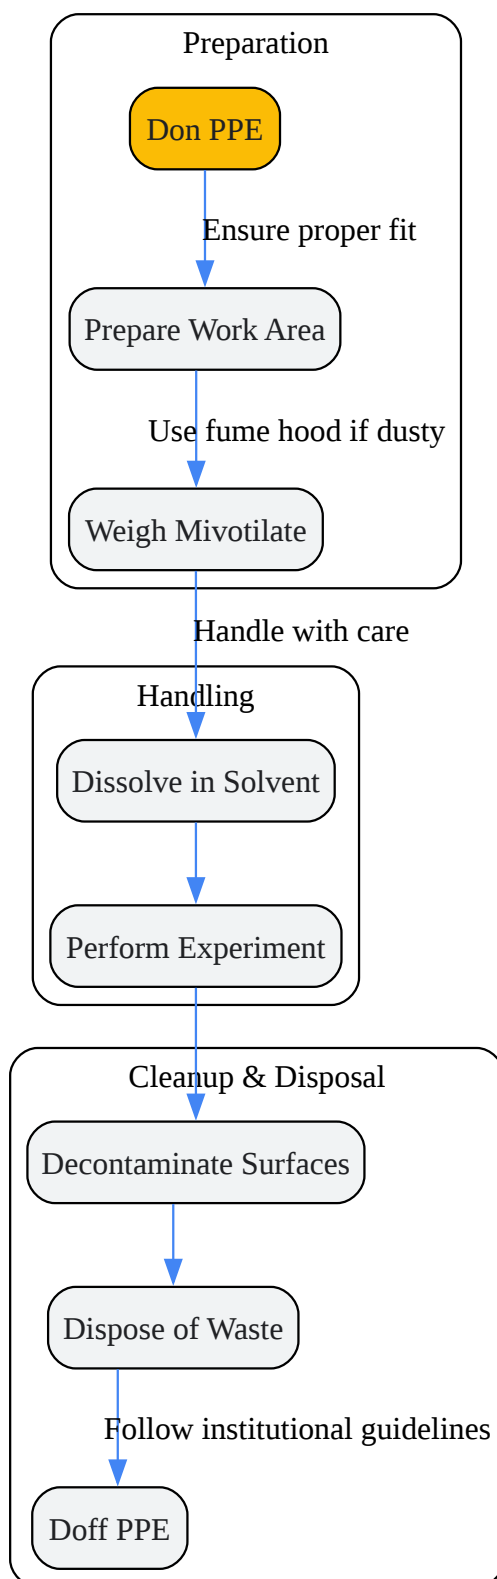 Preparation
Don PPE
Ensure proper fit
Prepare Work Area
Use fume hood if dusty
Weigh Mivotilate
Handle with care
Handling
Dissolve in Solvent
Perform Experiment
Cleanup & Disposal
Decontaminate Surfaces
Dispose of Waste
Follow institutional guidelines
Doff PPE